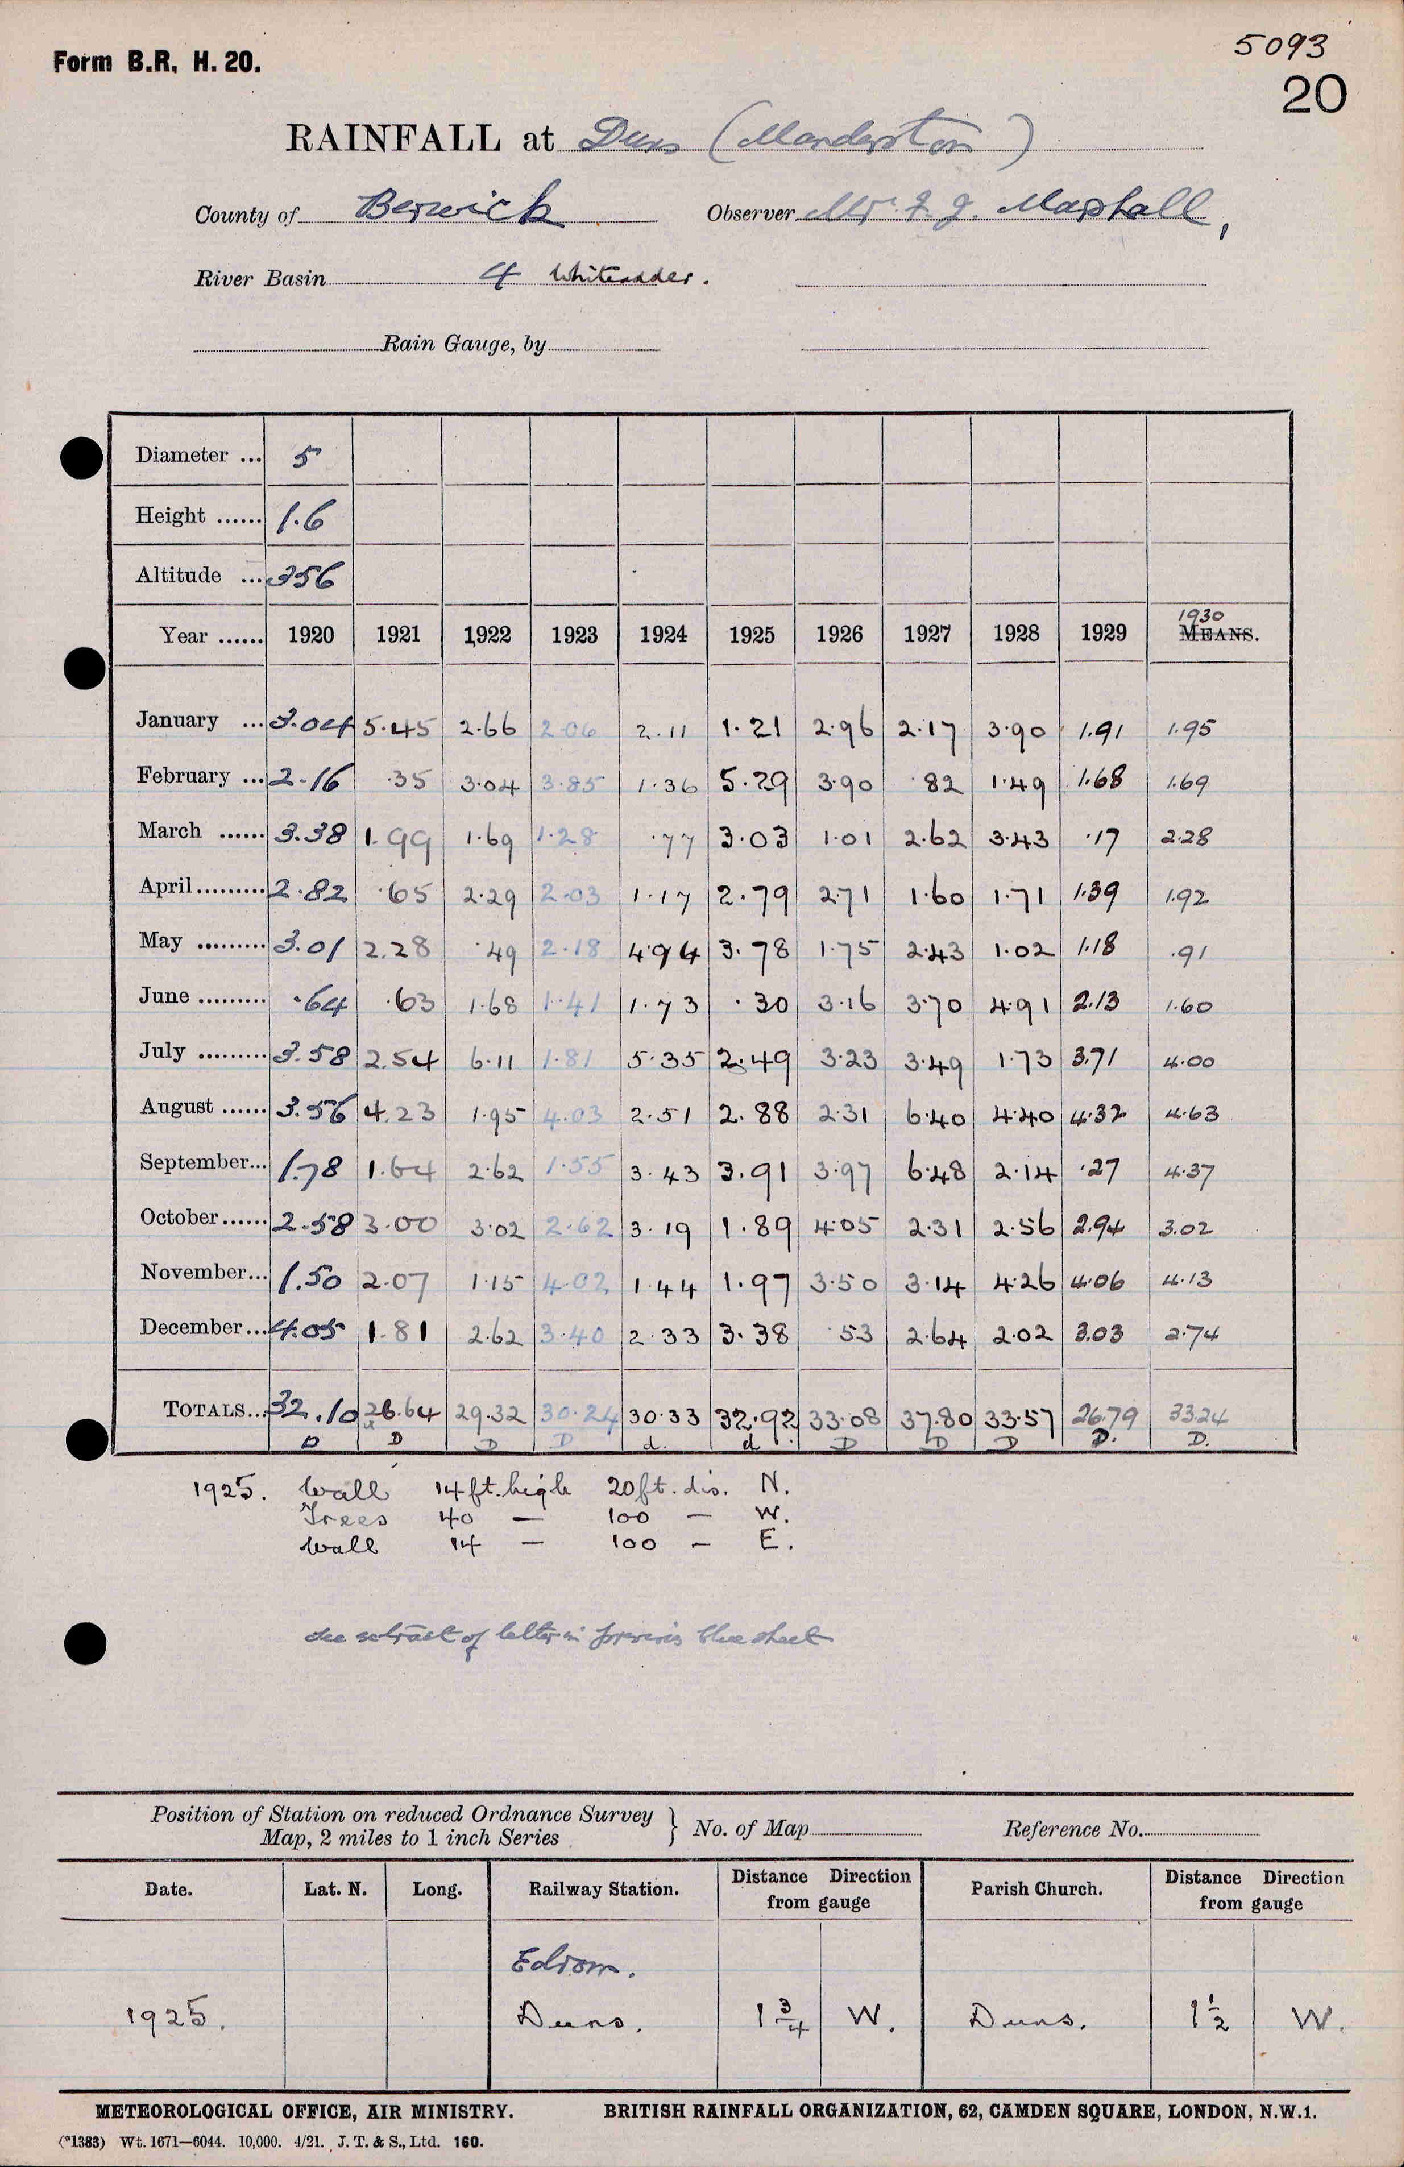 Form B.R. H. 20.
5093
20
RAINFALL at Duns (Manderston)
County of Berwick Observer Mr. Marshall,
River Basin 4 Whiteadder.
Rain Gauge, by
Diameter ... 5
Height ...... 1.6
Altitude ... 356
Year ...... 1920 1921 1922 1923 1924 1925 1926 1927 1928 1929 1930 MEANS.
January ... 3.04 5.45 2.66 2.06 2.11 1.21 2.96 2.17 3.90 1.91 1.95
February ... 2.16 .35 3.04 3.85 1.36 5.29 3.90 .82 1.49 1.68 1.69
March ...... 3.38 1.99 1.69 1.28 .77 3.03 1.01 2.62 3.43 .17 2.28
April ......... 2.82 .65 2.29 2.03 1.17 2.79 2.71 1.60 1.71 1.39 1.92
May ......... 3.01 2.28 .49 2.18 4.94 3.78 1.75 2.43 1.02 1.18 .91
June ......... .64 .63 1.68 1.41 1.73 .30 3.16 3.70 4.91 2.13 1.60
July ......... 3.58 2.54 6.11 1.81 5.35 2.49 3.23 3.49 1.73 3.71 4.00
August ...... 3.56 4.23 1.95 4.03 2.51 2.88 2.31 6.40 4.40 4.32 4.63
September... 1.78 1.64 2.62 1.55 3.43 3.91 3.97 6.48 2.14 .27 4.37
October ...... 2.58 3.00 3.02 2.62 3.19 1.89 4.05 2.31 2.56 2.94 3.02
November... 1.50 2.07 1.15 4.02 1.44 1.97 3.50 3.14 4.26 4.06 4.13
December... 4.05 1.81 2.62 3.40 2.33 3.38 .53 2.64 2.02 3.03 2.74
TOTALS... 32.10 26.64 29.32 30.24 30.33 32.92 33.08 37.80 33.57 26.79 33.24
D D D D d. d. D D D D. D.
1925. Wall 14 ft. high 20 ft. dis. N.
Trees 40 — 100 — W.
Wall 14 — 100 — E.
see extract of letter in previous blue sheet
Position of Station on reduced Ordnance Survey
Map, 2 miles to 1 inch Series } No. of Map Reference No.
Date. Lat. N. Long. Railway Station. Distance Direction from gauge Parish Church. Distance Direction from gauge
Edrom.
1925. Duns. 1 3/4 W. Duns. 1 1/2 W.
METEOROLOGICAL OFFICE, AIR MINISTRY. BRITISH RAINFALL ORGANIZATION, 62, CAMDEN SQUARE, LONDON, N.W.1.
(*1383) Wt. 1671—6044. 10,000. 4/21. J. T. & S., Ltd. 160.